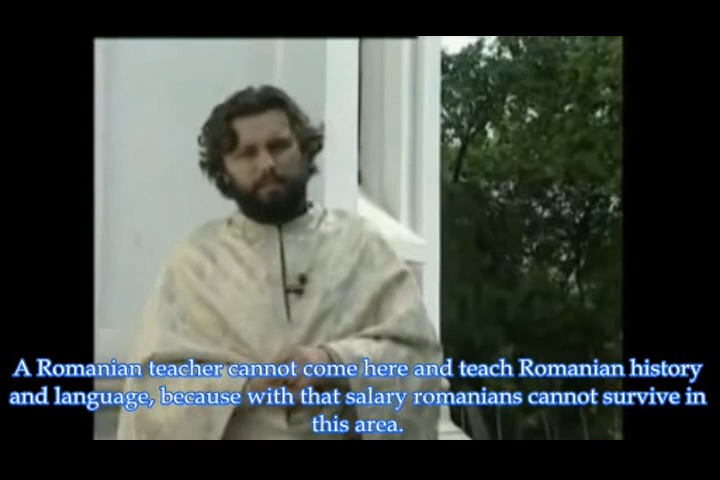 A Romanian teacher cannot come here and teach Romanian history
and language, because with that salary romanians cannot survive in
this area.